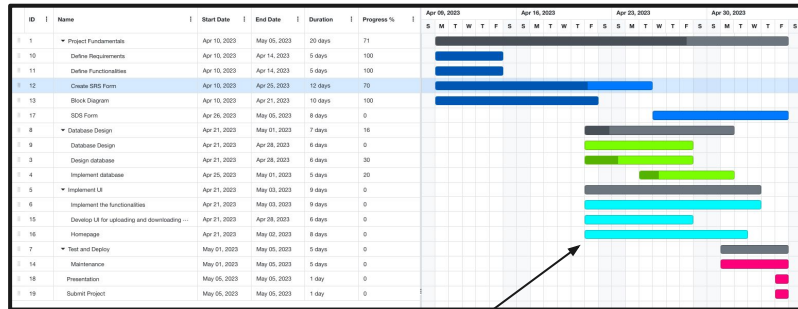 Apr 09, 2023 Apr 16, 2023 Apr 23, 2023 Apr 30, 2023
ID Name Start Date End Date Duration Progress %
S M T W T F S S M T W T F S S M T W T F S S M T W T F S
1 Project Fundamentals Apr 10, 2023 May 05, 2023 20 days 71
10 Define Requirements Apr 10, 2023 Apr 14, 2023 5 days 100
11 Define Functionalities Apr 10, 2023 Apr 14, 2023 5 days 100
12 Create SRS Form Apr 10, 2023 Apr 25, 2023 12 days 70
13 Block Diagram Apr 10, 2023 Apr 21, 2023 10 days 100
17 SDS Form Apr 26, 2023 May 05, 2023 8 days 0
8 Database Design Apr 21, 2023 May 01, 2023 7 days 16
9 Database Design Apr 21, 2023 Apr 28, 2023 6 days 0
3 Design database Apr 21, 2023 Apr 28, 2023 6 days 30
4 Implement database Apr 25, 2023 May 01, 2023 5 days 20
5 Implement UI Apr 21, 2023 May 03, 2023 9 days 0
6 Implement the functionalities Apr 21, 2023 May 03, 2023 9 days 0
15 Develop UI for uploading and downloading ... Apr 21, 2023 Apr 28, 2023 6 days 0
16 Homepage Apr 21, 2023 May 02, 2023 8 days 0
7 Test and Deploy May 01, 2023 May 05, 2023 5 days 0
14 Maintenance May 01, 2023 May 05, 2023 5 days 0
18 Presentation May 05, 2023 May 05, 2023 1 day 0
19 Submit Project May 05, 2023 May 05, 2023 1 day 0